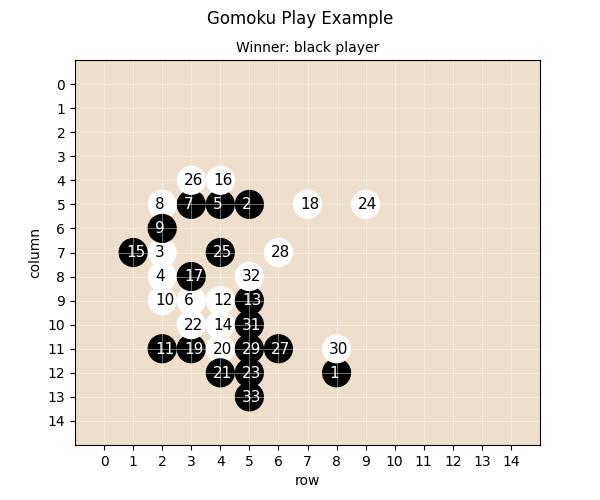 Gomoku Play Example
Winner: black player
0
1
2
3
4 26 16
5 8 7 5 2 18 24
6 9
7 15 3 25 28
8 4 17 32
9 10 6 12 13
10 22 14 31
11 11 19 20 29 27 30
12 21 23 1
13 33
14
0 1 2 3 4 5 6 7 8 9 10 11 12 13 14
row
column